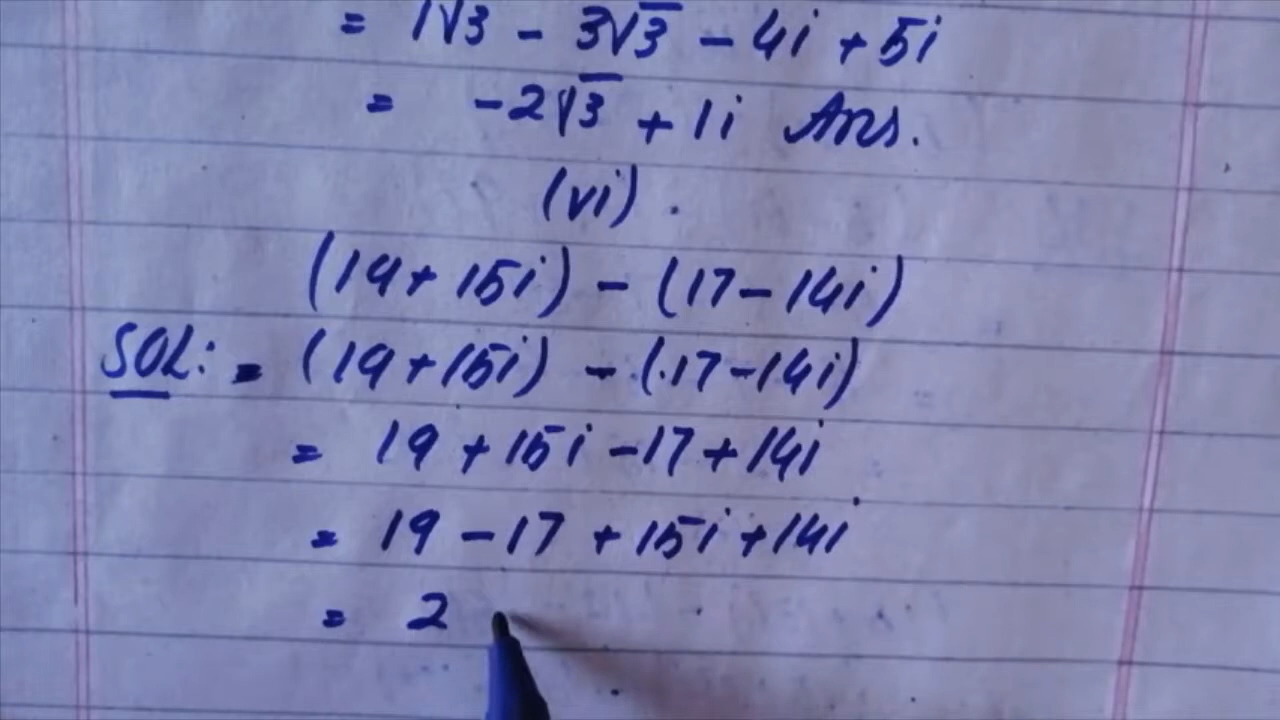 = 1√3 - 3√3 - 4i + 5i
= -2√3 + 1i Ans.
(vi).
(19+15i) - (17-14i)
SOL: = (19+15i) - (17-14i)
= 19+15i-17+14i
= 19-17+15i+14i
= 2